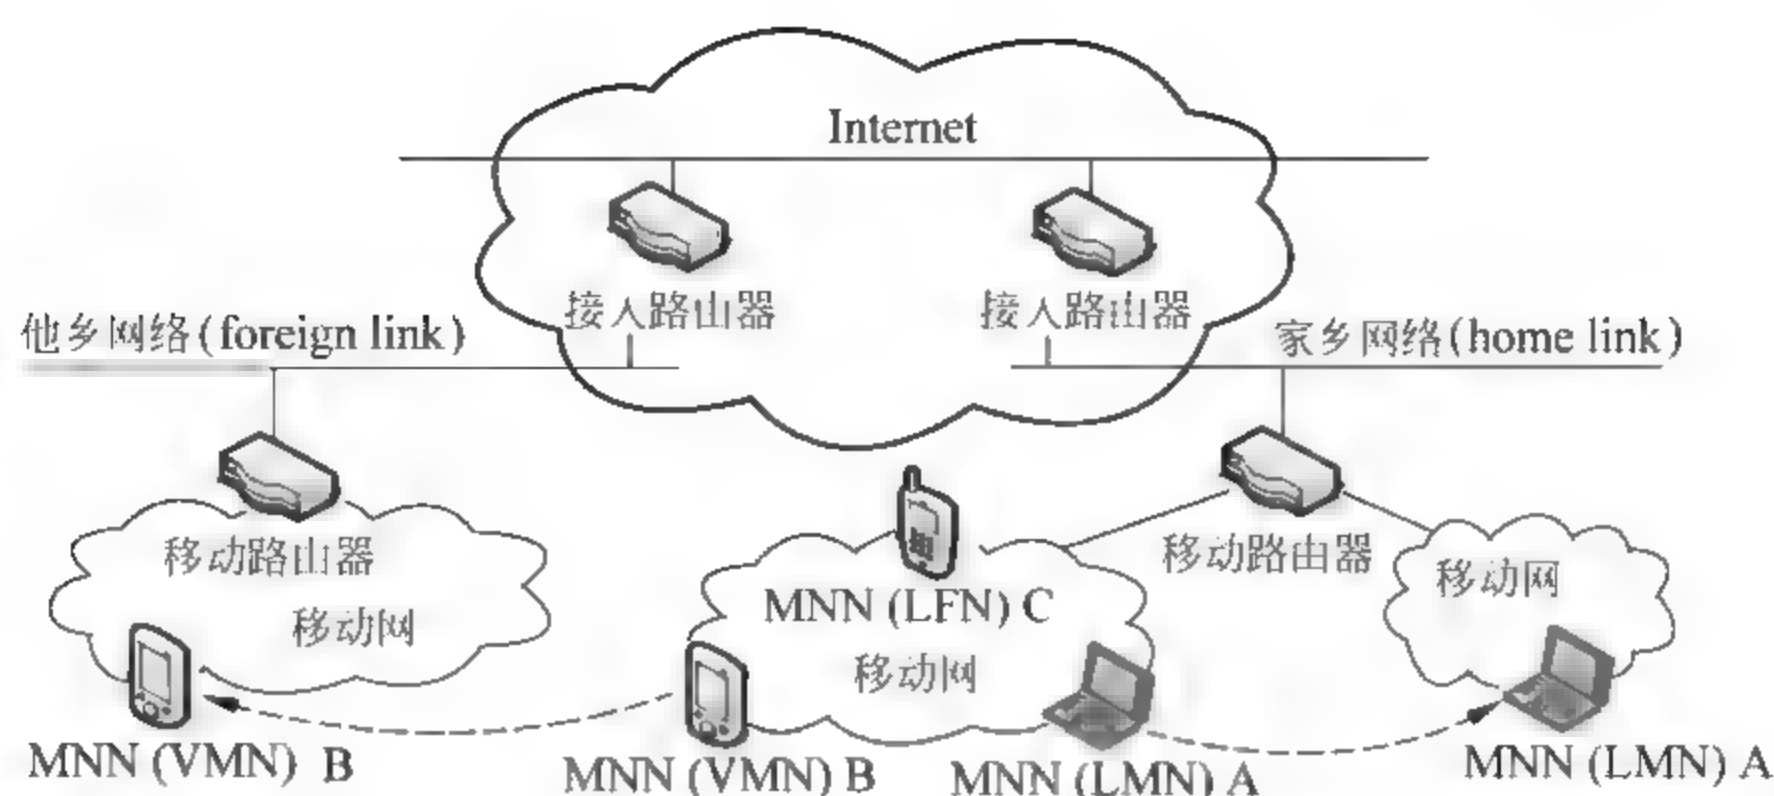 Internet
接入路由器
接入路由器
他乡网络(foreign link)
家乡网络(home link)
移动路由器
移动网
MNN (LFN) C
移动网
移动路由器
移动网
MNN (VMN) B
MNN (VMN) B
MNN (LMN) A
MNN (LMN) A